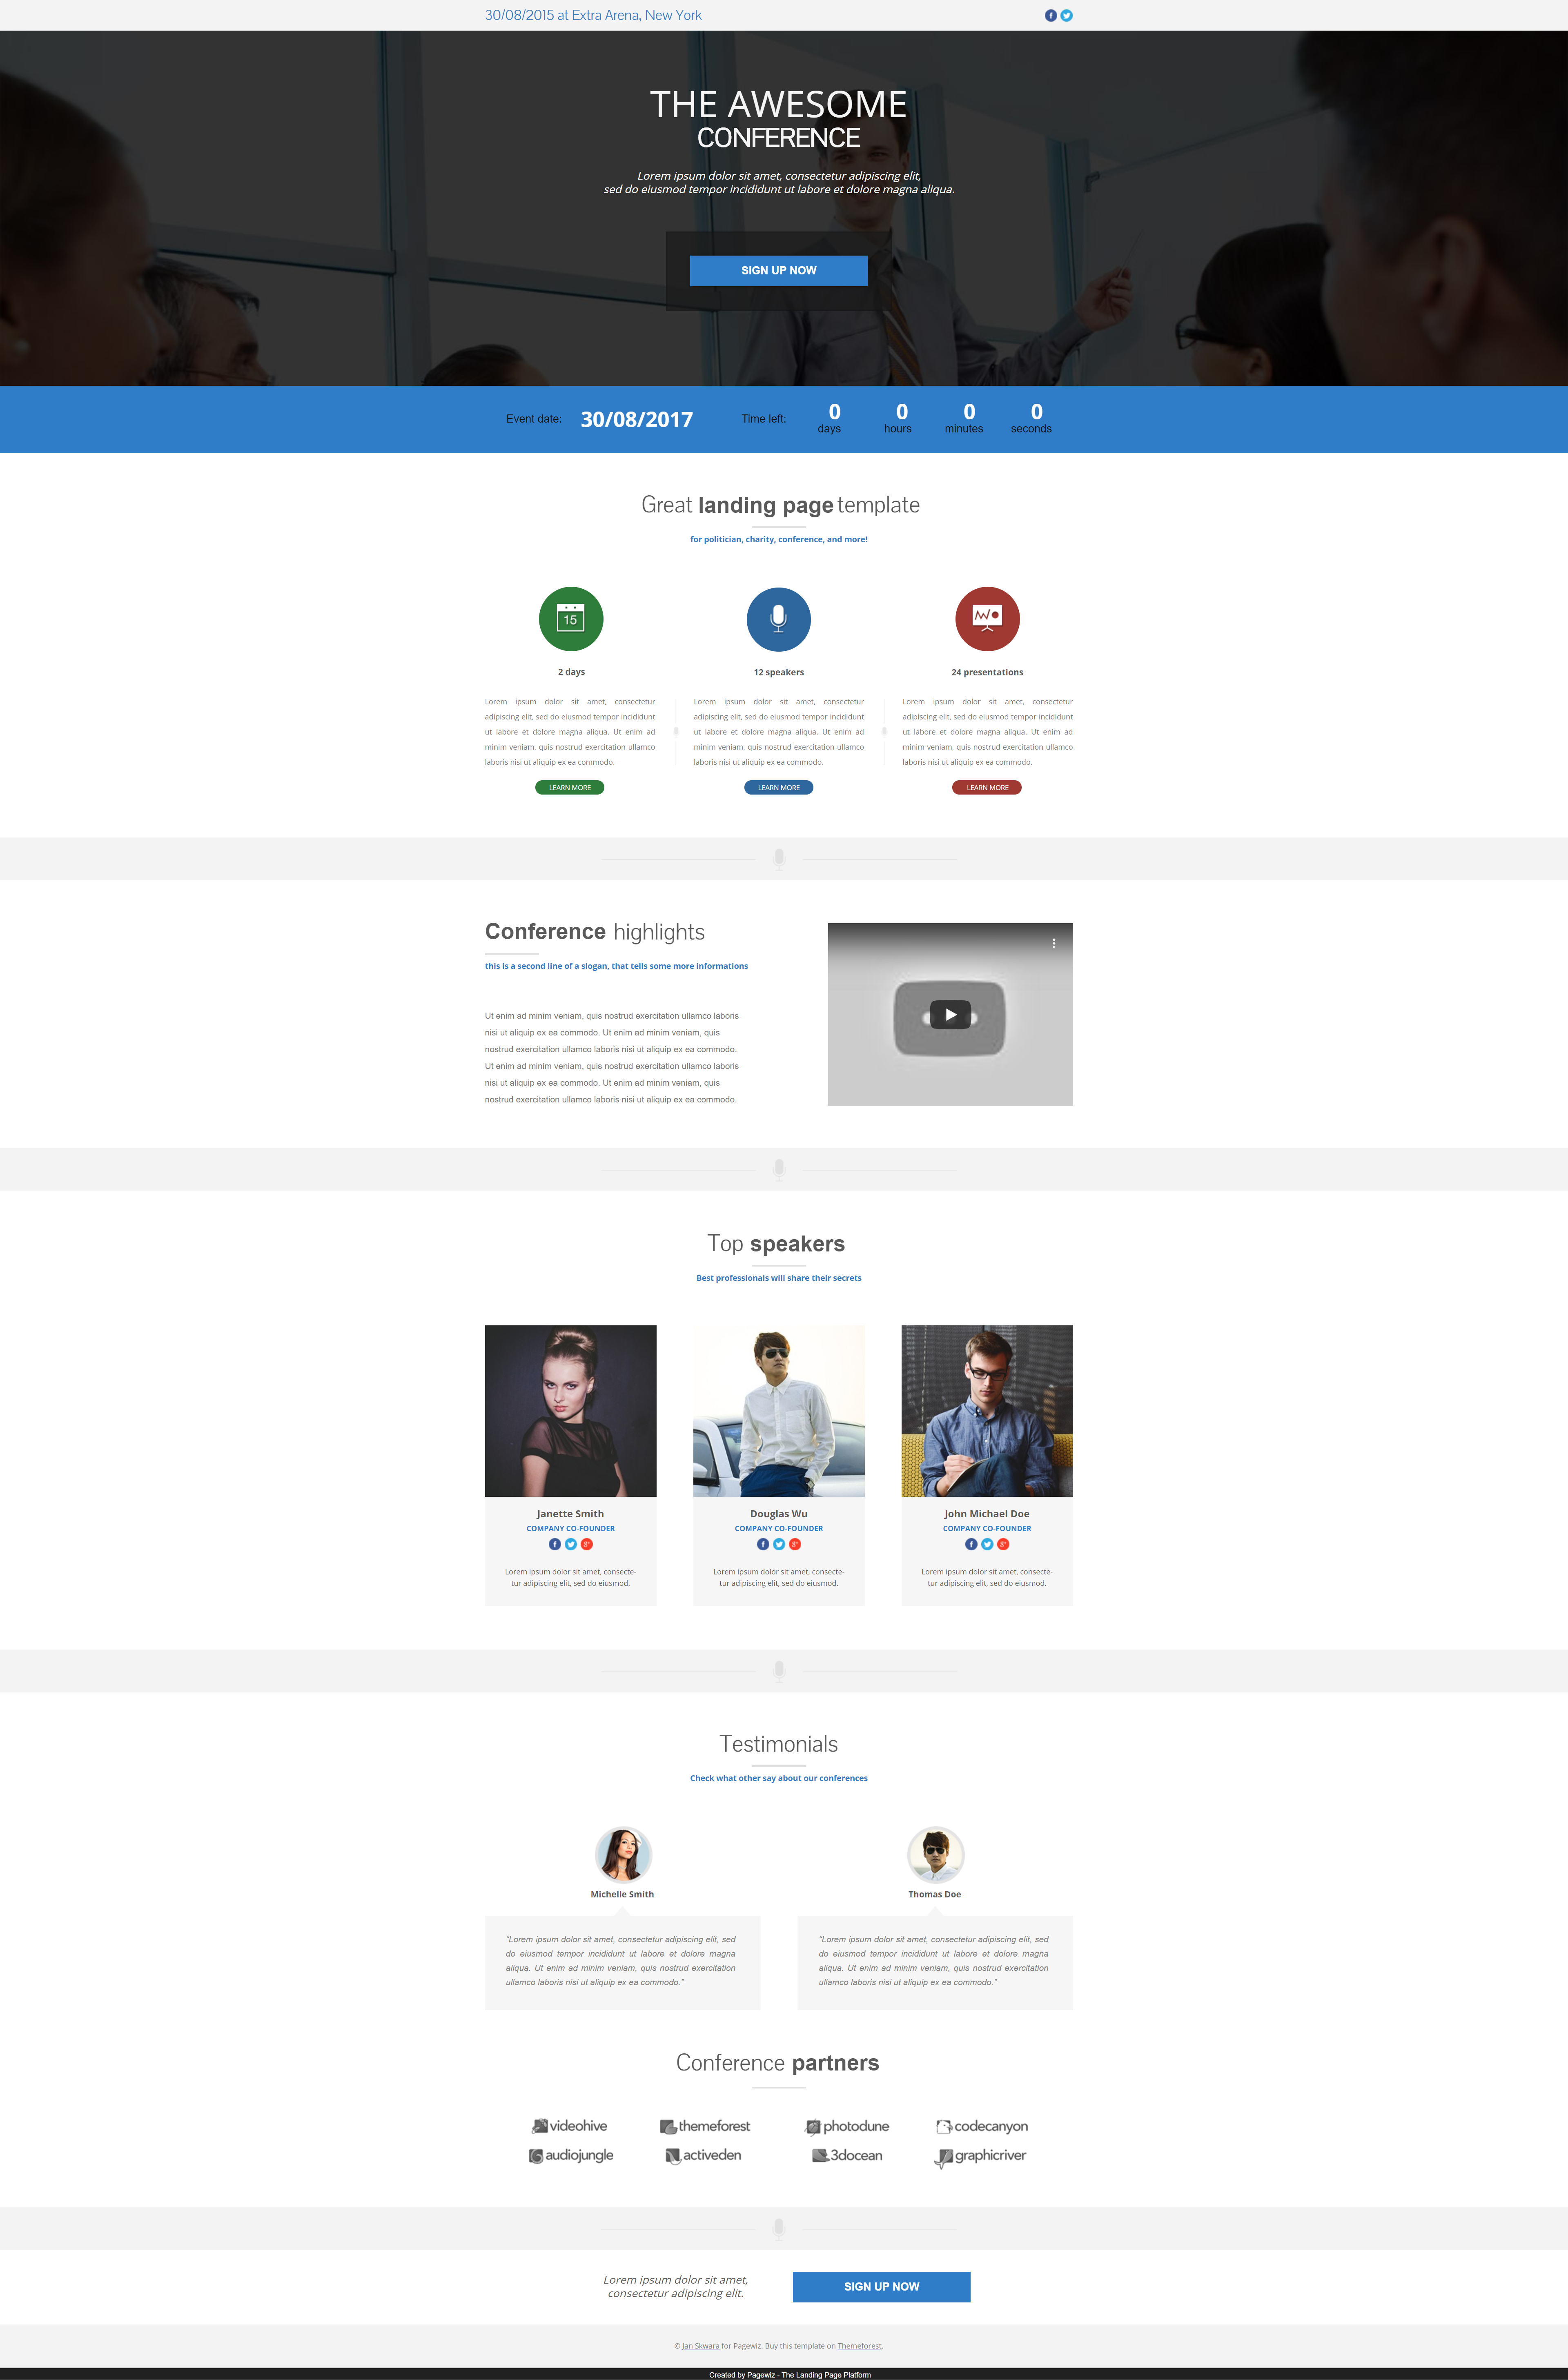 30/08/2015 at Extra Arena, New York
THE AWESOME
CONFERENCE
Lorem ipsum dolor sit amet, consectetur adipiscing elit,
sed do eiusmod tempor incididunt ut labore et dolore magna aliqua.
SIGN UP NOW
Event date: 30/08/2017 Time left: 0 0 0 0
days hours minutes seconds
Great landing page template
for politician, charity, conference, and more!
15
2 days
Lorem ipsum dolor sit amet, consectetur
adipiscing elit, sed do eiusmod tempor incididunt
ut labore et dolore magna aliqua. Ut enim ad
minim veniam, quis nostrud exercitation ullamco
laboris nisi ut aliquip ex ea commodo.
LEARN MORE
12 speakers
Lorem ipsum dolor sit amet, consectetur
adipiscing elit, sed do eiusmod tempor incididunt
ut labore et dolore magna aliqua. Ut enim ad
minim veniam, quis nostrud exercitation ullamco
laboris nisi ut aliquip ex ea commodo.
LEARN MORE
24 presentations
Lorem ipsum dolor sit amet, consectetur
adipiscing elit, sed do eiusmod tempor incididunt
ut labore et dolore magna aliqua. Ut enim ad
minim veniam, quis nostrud exercitation ullamco
laboris nisi ut aliquip ex ea commodo.
LEARN MORE
Conference highlights
this is a second line of a slogan, that tells some more informations
Ut enim ad minim veniam, quis nostrud exercitation ullamco laboris
nisi ut aliquip ex ea commodo. Ut enim ad minim veniam, quis
nostrud exercitation ullamco laboris nisi ut aliquip ex ea commodo.
Ut enim ad minim veniam, quis nostrud exercitation ullamco laboris
nisi ut aliquip ex ea commodo. Ut enim ad minim veniam, quis
nostrud exercitation ullamco laboris nisi ut aliquip ex ea commodo.
Top speakers
Best professionals will share their secrets
Janette Smith
COMPANY CO-FOUNDER
Lorem ipsum dolor sit amet, consecte-
tur adipiscing elit, sed do eiusmod.
Douglas Wu
COMPANY CO-FOUNDER
Lorem ipsum dolor sit amet, consecte-
tur adipiscing elit, sed do eiusmod.
John Michael Doe
COMPANY CO-FOUNDER
Lorem ipsum dolor sit amet, consecte-
tur adipiscing elit, sed do eiusmod.
Testimonials
Check what other say about our conferences
Michelle Smith
“Lorem ipsum dolor sit amet, consectetur adipiscing elit, sed
do eiusmod tempor incididunt ut labore et dolore magna
aliqua. Ut enim ad minim veniam, quis nostrud exercitation
ullamco laboris nisi ut aliquip ex ea commodo.”
Thomas Doe
“Lorem ipsum dolor sit amet, consectetur adipiscing elit, sed
do eiusmod tempor incididunt ut labore et dolore magna
aliqua. Ut enim ad minim veniam, quis nostrud exercitation
ullamco laboris nisi ut aliquip ex ea commodo.”
Conference partners
videohive themeforest photodune codecanyon
audiojungle activeden 3docean graphicriver
Lorem ipsum dolor sit amet,
consectetur adipiscing elit.
SIGN UP NOW
© Jan Skwara for Pagewiz. Buy this template on Themeforest.
Created by Pagewiz - The Landing Page Platform